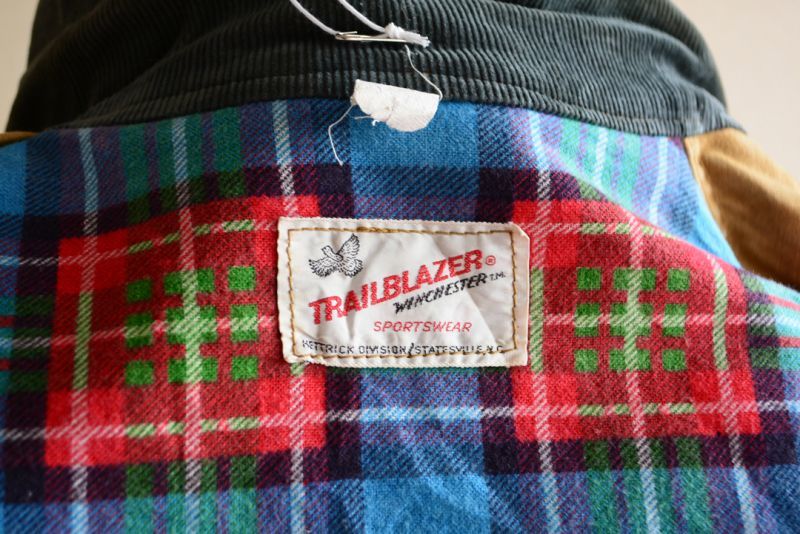 TRAILBLAZER®
WINCHESTER T.M.
SPORTSWEAR
HETTRICK DIVISION/STATESVILLE, N.C.